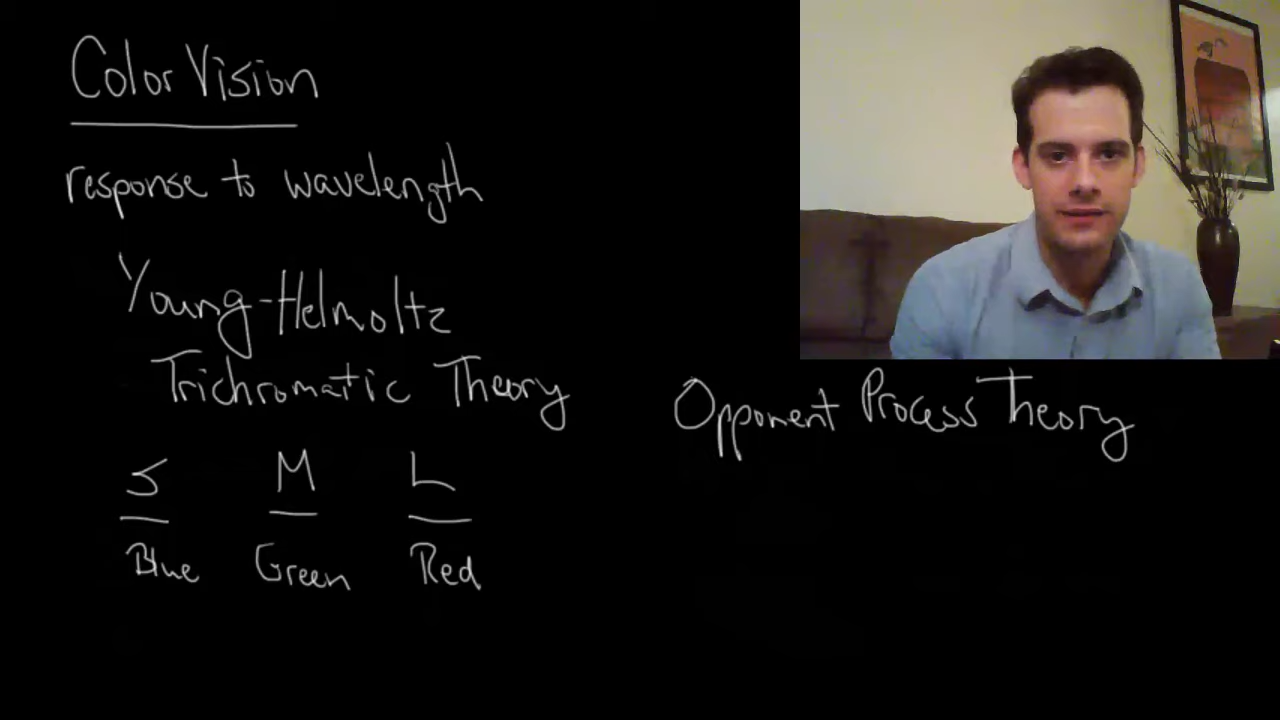 Color Vision
response to wavelength
Young-Helmoltz
Trichromatic Theory
Opponent Process Theory
S M L
Blue Green Red